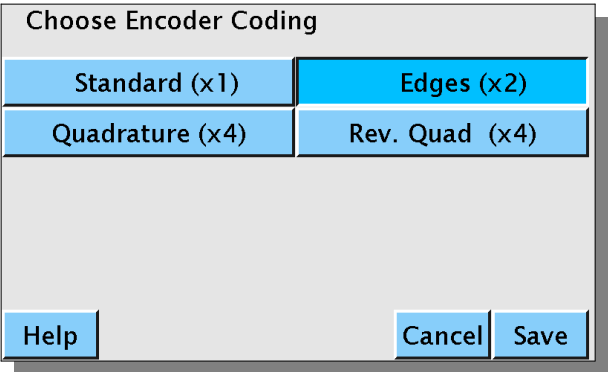 Choose Encoder Coding
Standard (x1) Edges (x2)
Quadrature (x4) Rev. Quad (x4)
Help Cancel Save